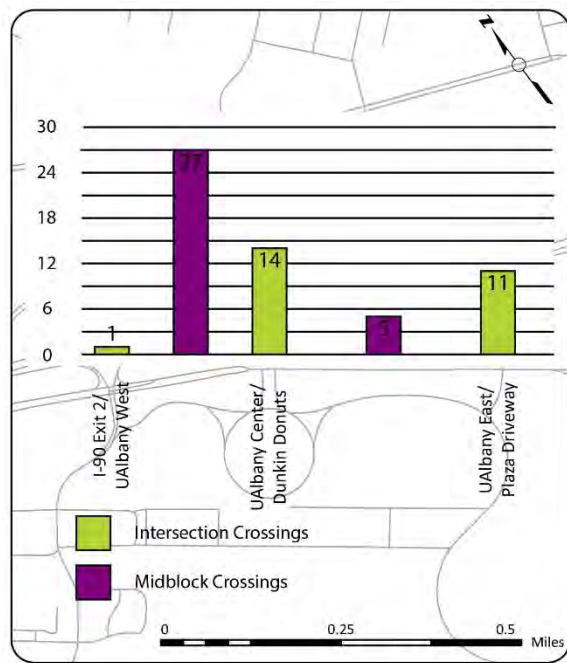 Z
30
24
18
12
6
0
1
27
14
5
11
I-90 Exit 2/
UAlbany West
UAlbany Center/
Dunkin Donuts
UAlbany East/
Plaza Driveway
Intersection Crossings
Midblock Crossings
0
0.25
0.5
Miles